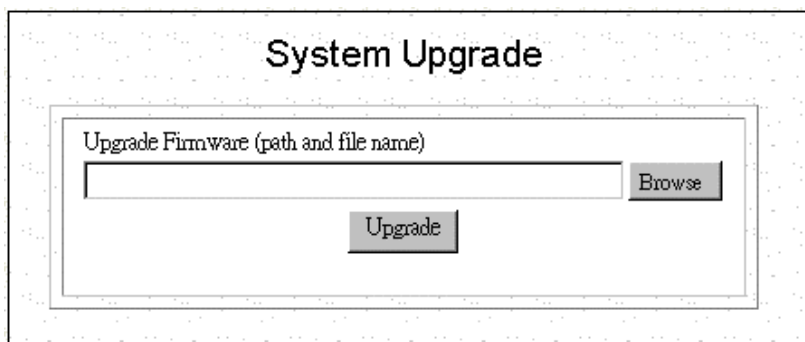 System Upgrade
Upgrade Firmware (path and file name)
Browse
Upgrade